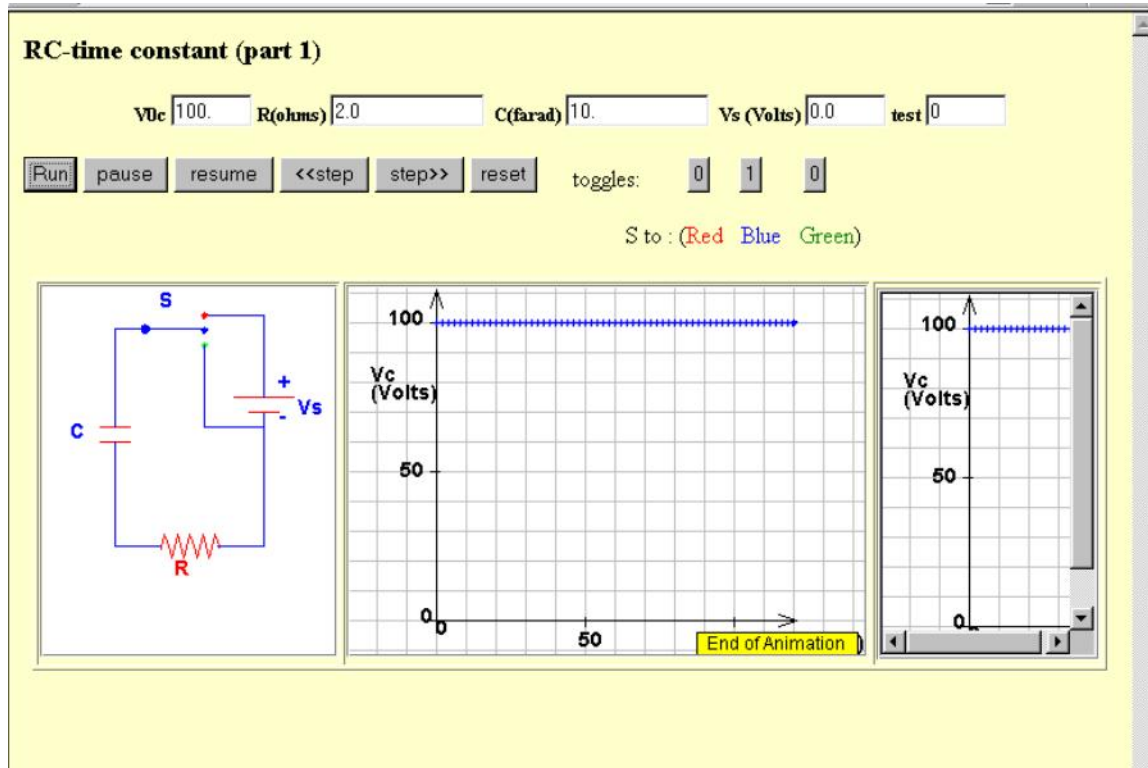 RC-time constant (part 1)
V0c 100. R(ohms) 2.0 C(farad) 10. Vs (Volts) 0.0 test 0
Run pause resume <<step step>> reset toggles: 0 1 0
S to : (Red Blue Green)
S
+
Vs
-
C
R
100
Vc
(Volts)
50
0
0
50
End of Animation )
100
Vc
(Volts)
50
0